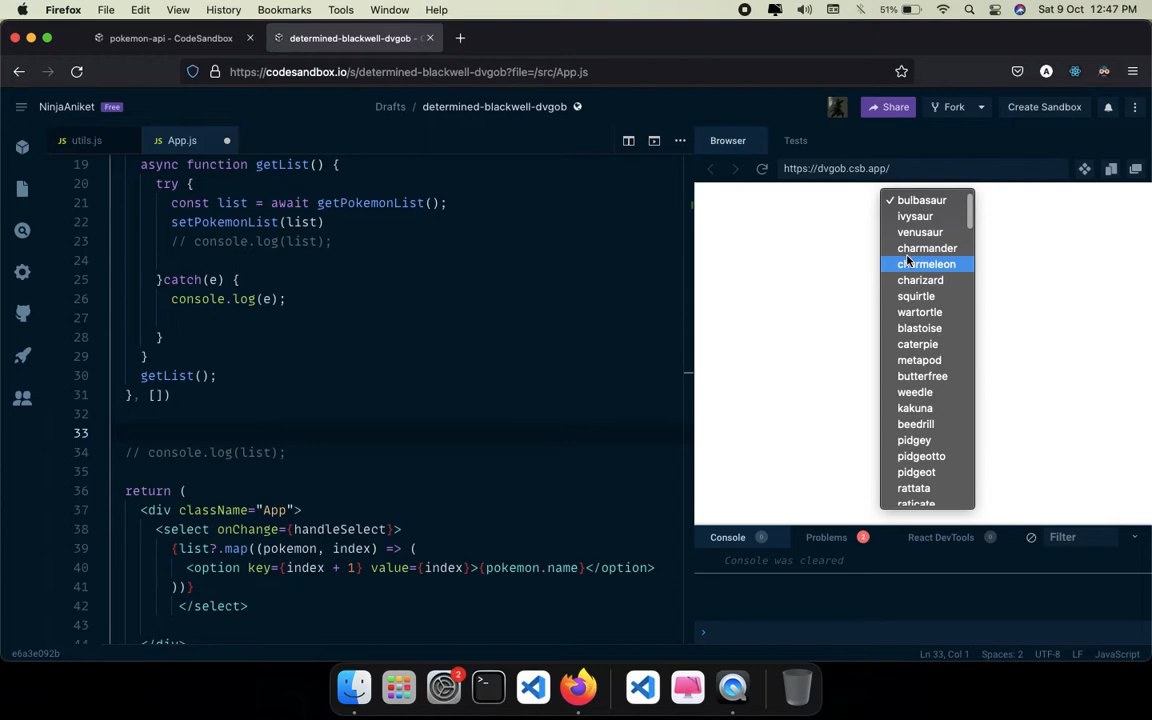 Firefox File Edit View History Bookmarks Tools Window Help 51% Sat 9 Oct 12:47 PM
pokemon-api - CodeSandbox
determined-blackwell-dvgob - C
https://codesandbox.io/s/determined-blackwell-dvgob?file=/src/App.js
NinjaAniket Free Drafts / determined-blackwell-dvgob Share Fork Create Sandbox
utils.js App.js Browser Tests
https://dvgob.csb.app/
19 async function getList() {
20 try {
21 const list = await getPokemonList();
22 setPokemonList(list)
23 // console.log(list);
24
25 }catch(e) {
26 console.log(e);
27
28 }
29 }
30 getList();
31 }, [])
32
33
34 // console.log(list);
35
36 return (
37 <div className="App">
38 <select onChange={handleSelect}>
39 {list?.map((pokemon, index) => (
40 <option key={index + 1} value={index}>{pokemon.name}</option>
41 ))}
42 </select>
43
44 </div>
✓ bulbasaur
ivysaur
venusaur
charmander
charmeleon
charizard
squirtle
wartortle
blastoise
caterpie
metapod
butterfree
weedle
kakuna
beedrill
pidgey
pidgeotto
pidgeot
rattata
raticate
Console 0 Problems 2 React DevTools 0 Filter
Console was cleared
e6a3e092b Ln 33, Col 1 Spaces: 2 UTF-8 LF JavaScript
2